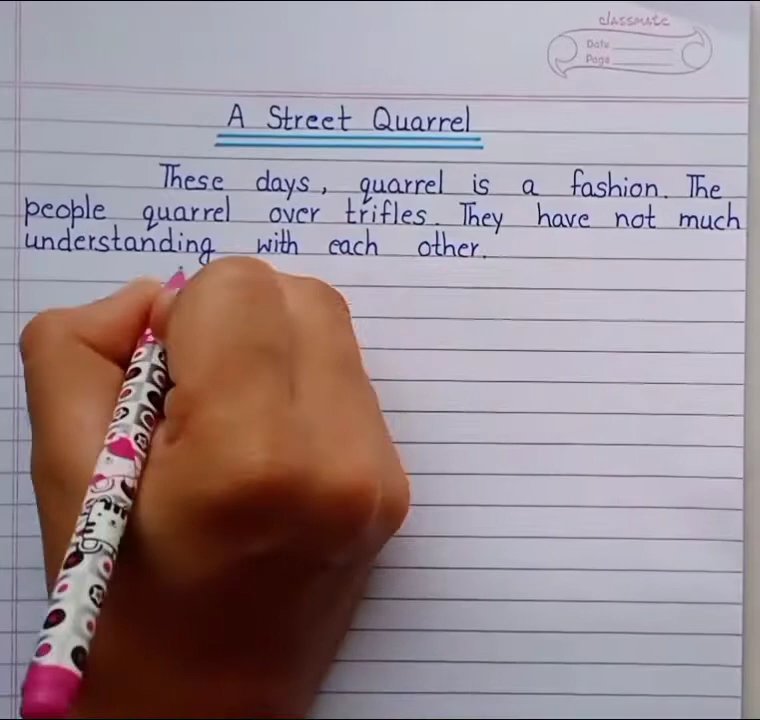 classmate
Date
Page
A Street Quarrel
These days, quarrel is a fashion. The
people quarrel over trifles. They have not much
understanding with each other.